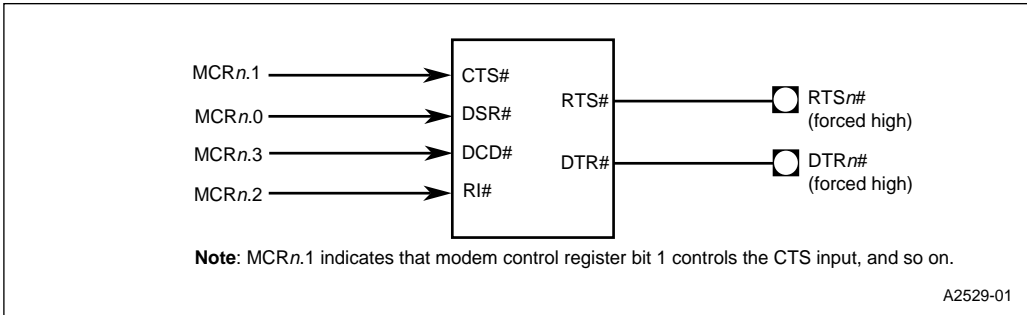 MCRn.1
CTS#
RTS#
RTSn#
(forced high)
MCRn.0
DSR#
MCRn.3
DCD#
DTR#
DTRn#
(forced high)
MCRn.2
RI#
Note: MCRn.1 indicates that modem control register bit 1 controls the CTS input, and so on.
A2529-01